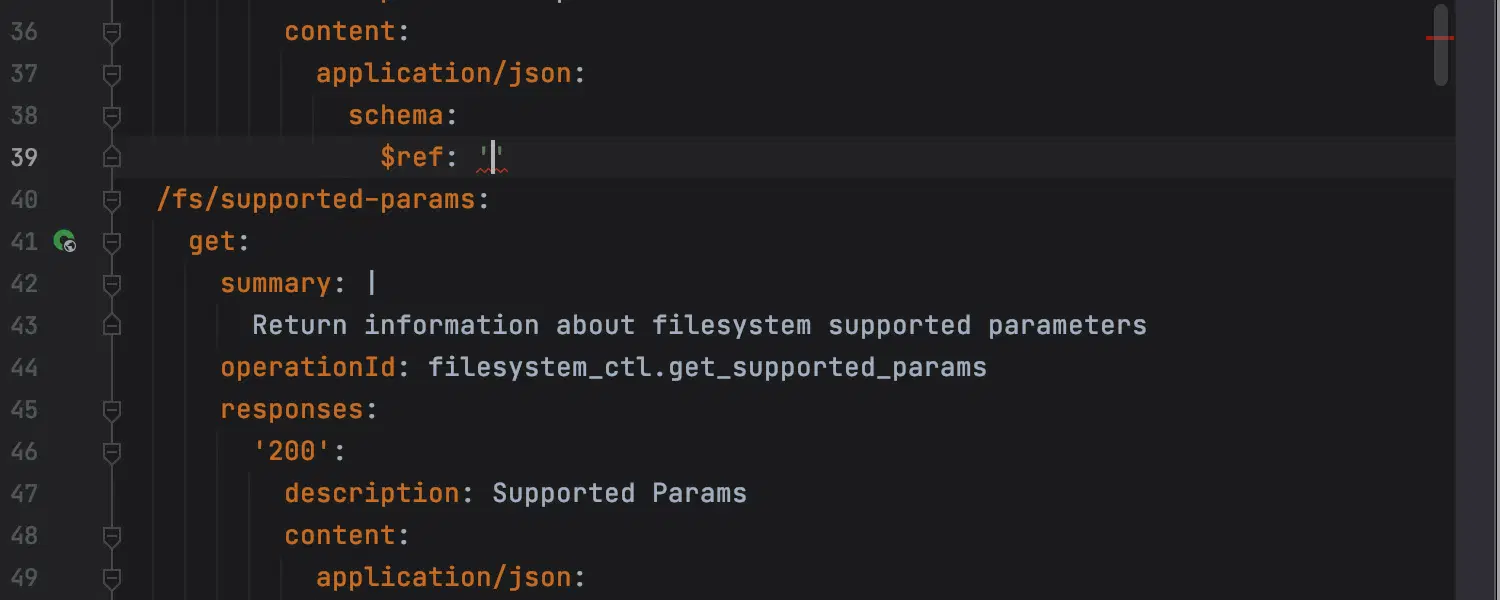 36 content:
37 application/json:
38 schema:
39 $ref: ''
40 /fs/supported-params:
41 get:
42 summary: |
43 Return information about filesystem supported parameters
44 operationId: filesystem_ctl.get_supported_params
45 responses:
46 '200':
47 description: Supported Params
48 content:
49 application/json: